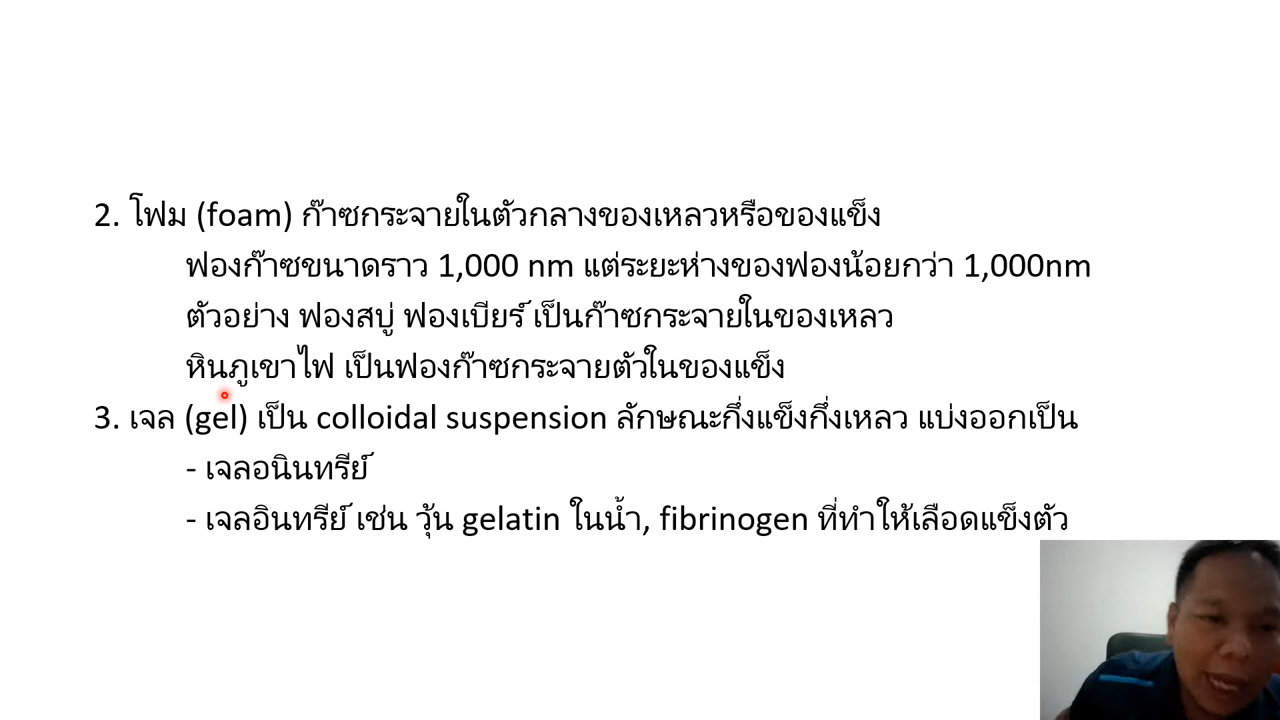 2. โฟม (foam) ก๊าซกระจายในตัวกลางของเหลวหรือของแข็ง
ฟองก๊าซขนาดราว 1,000 nm แต่ระยะห่างของฟองน้อยกว่า 1,000nm
ตัวอย่าง ฟองสบู่ ฟองเบียร์ เป็นก๊าซกระจายในของเหลว
หินภูเขาไฟ เป็นฟองก๊าซกระจายตัวในของแข็ง
3. เจล (gel) เป็น colloidal suspension ลักษณะกึ่งแข็งกึ่งเหลว แบ่งออกเป็น
- เจลอนินทรีย์
- เจลอินทรีย์ เช่น วุ้น gelatin ในน้ำ, fibrinogen ที่ทำให้เลือดแข็งตัว